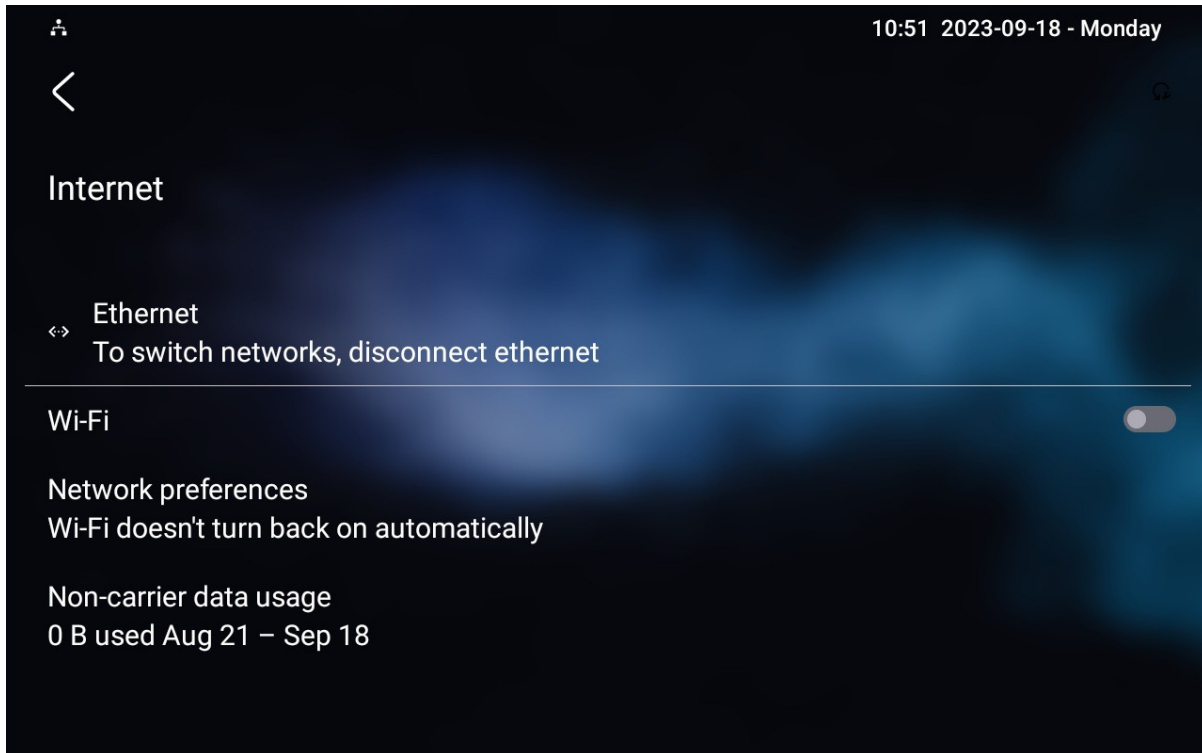 10:51 2023-09-18 - Monday
Internet
Ethernet
To switch networks, disconnect ethernet
Wi-Fi
Network preferences
Wi-Fi doesn't turn back on automatically
Non-carrier data usage
0 B used Aug 21 – Sep 18